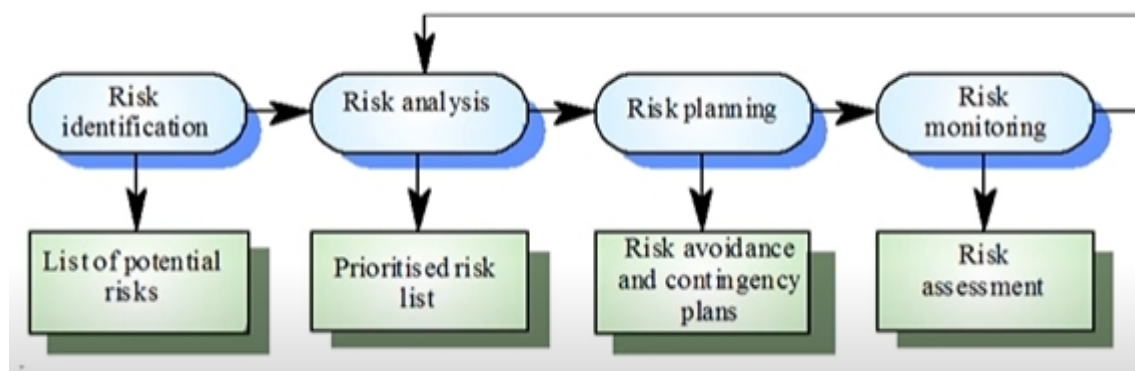 Risk
identification
Risk analysis
Risk planning
Risk
monitoring
List of potential
risks
Prioritised risk
list
Risk avoidance
and contingency
plans
Risk
assessment